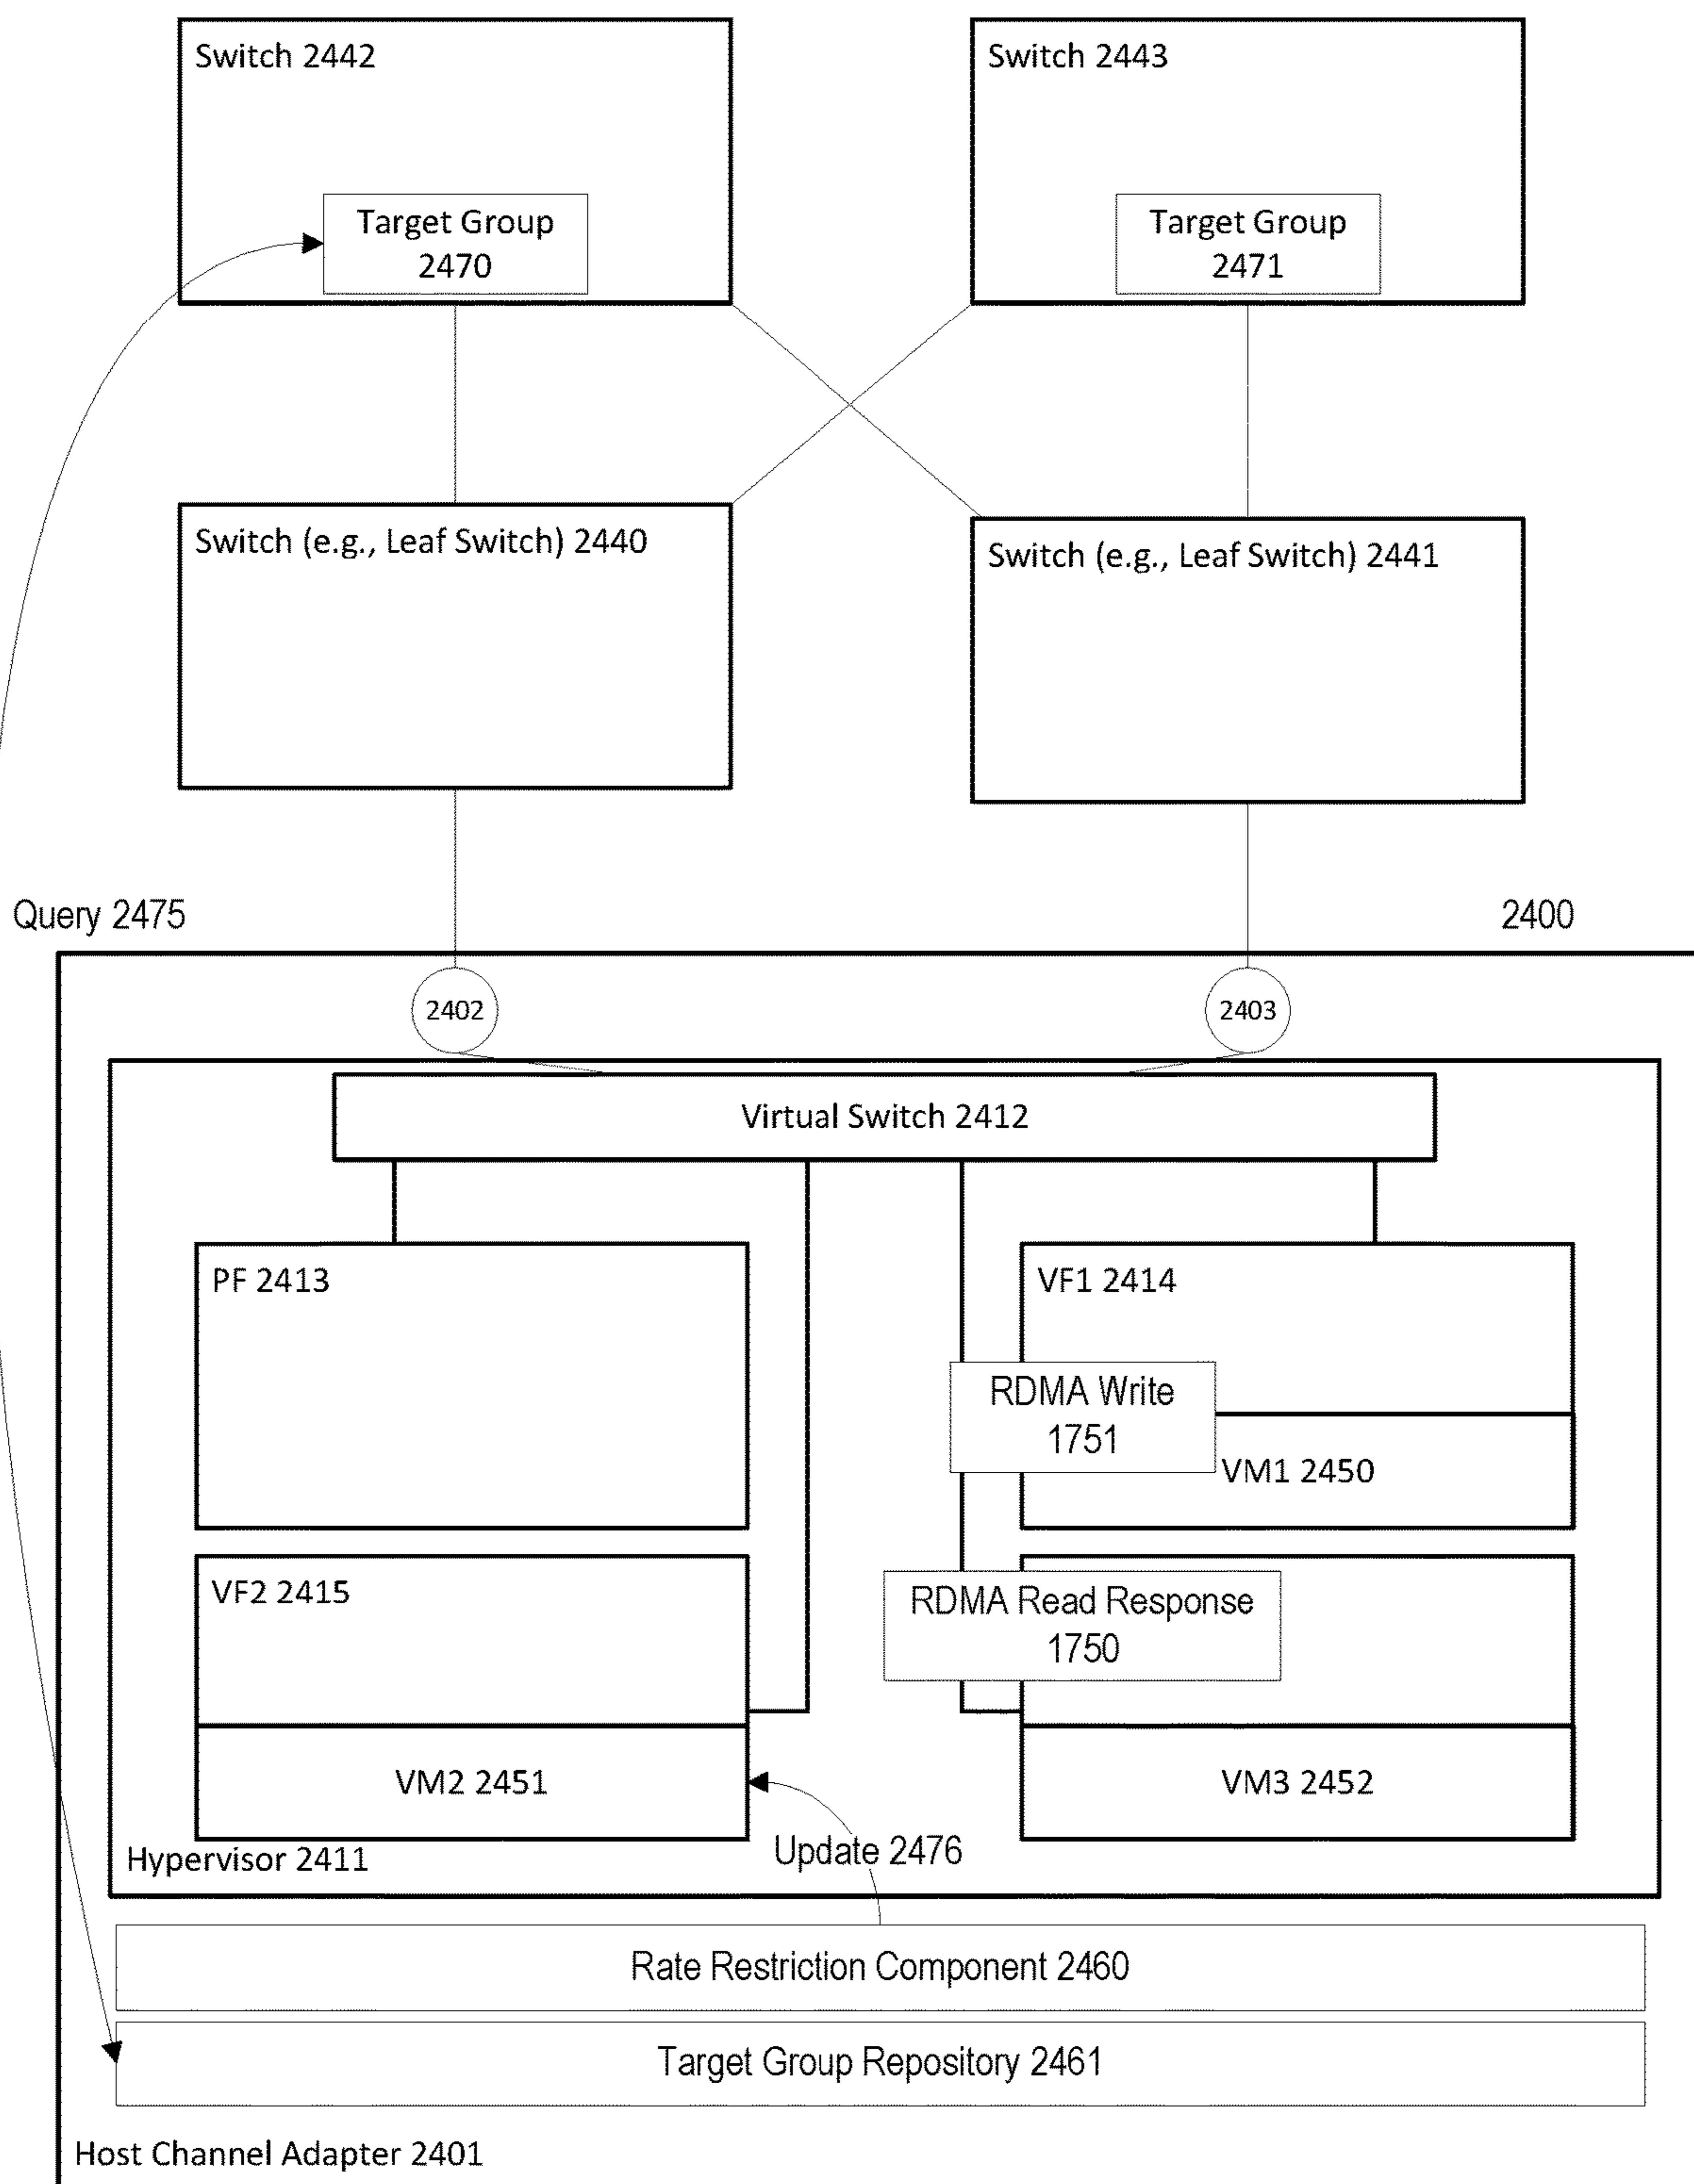 Switch 2442
Switch 2443
Target Group
2470
Target Group
2471
Switch (e.g., Leaf Switch) 2440
Switch (e.g., Leaf Switch) 2441
Query 2475
2400
2402
2403
Virtual Switch 2412
PF 2413
VF1 2414
RDMA Write
1751
VM1 2450
VF2 2415
RDMA Read Response
1750
VM2 2451
VM3 2452
Update 2476
Hypervisor 2411
Rate Restriction Component 2460
Target Group Repository 2461
Host Channel Adapter 2401